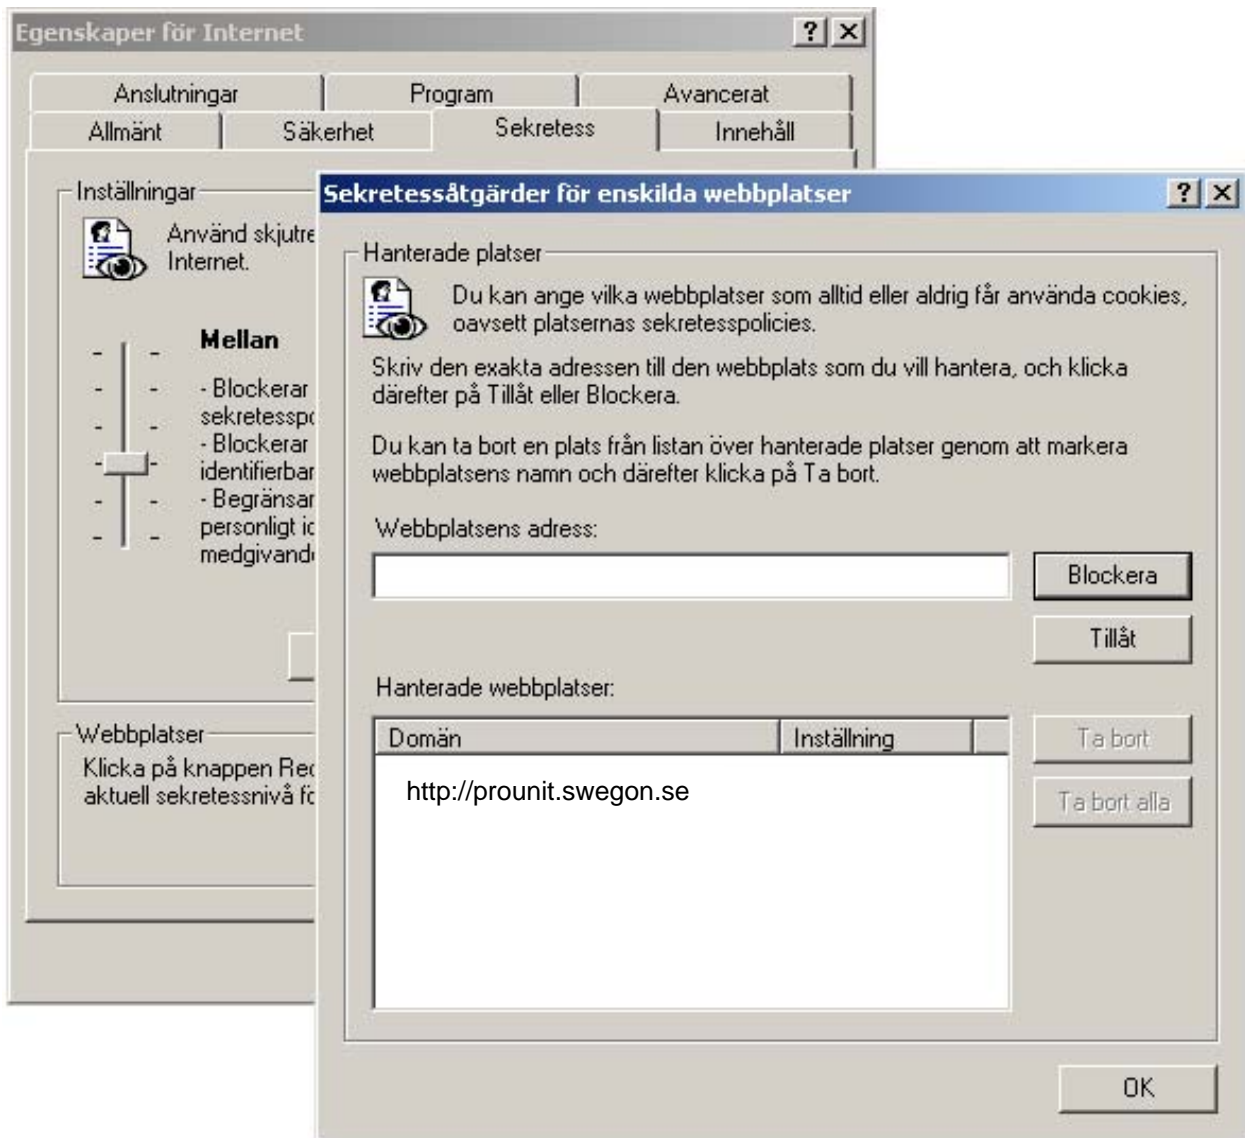 Egenskaper för Internet
Anslutningar Program Avancerat
Allmänt Säkerhet Sekretess Innehåll
Inställningar
Använd skjutre
Internet.
Mellan
- Blockerar
sekretesspo
- Blockerar
identifierbar
- Begränsar
personligt id
medgivand
Webbplatser
Klicka på knappen Red
aktuell sekretessnivå fö
Sekretessåtgärder för enskilda webbplatser
Hanterade platser
Du kan ange vilka webbplatser som alltid eller aldrig får använda cookies,
oavsett platsernas sekretesspolicies.
Skriv den exakta adressen till den webbplats som du vill hantera, och klicka
därefter på Tillåt eller Blockera.
Du kan ta bort en plats från listan över hanterade platser genom att markera
webbplatsens namn och därefter klicka på Ta bort.
Webbplatsens adress:
Blockera
Tillåt
Hanterade webbplatser:
Domän Inställning
http://prounit.swegon.se
Ta bort
Ta bort alla
OK